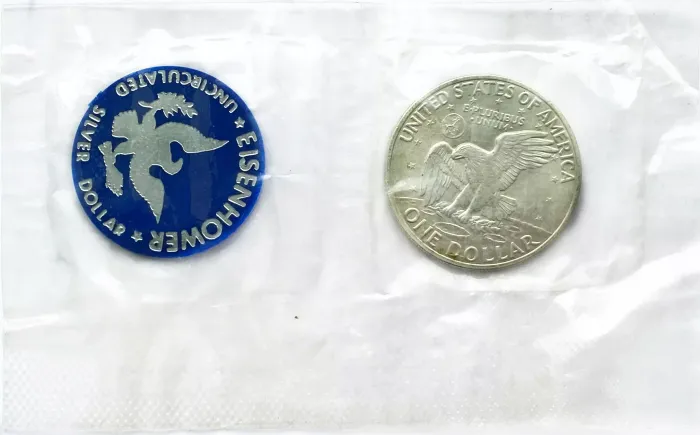 EISENHOWER
★ UNCIRCULATED
SILVER DOLLAR ★
UNITED STATES OF AMERICA
E·PLURIBUS
·UNUM·
ONE DOLLAR